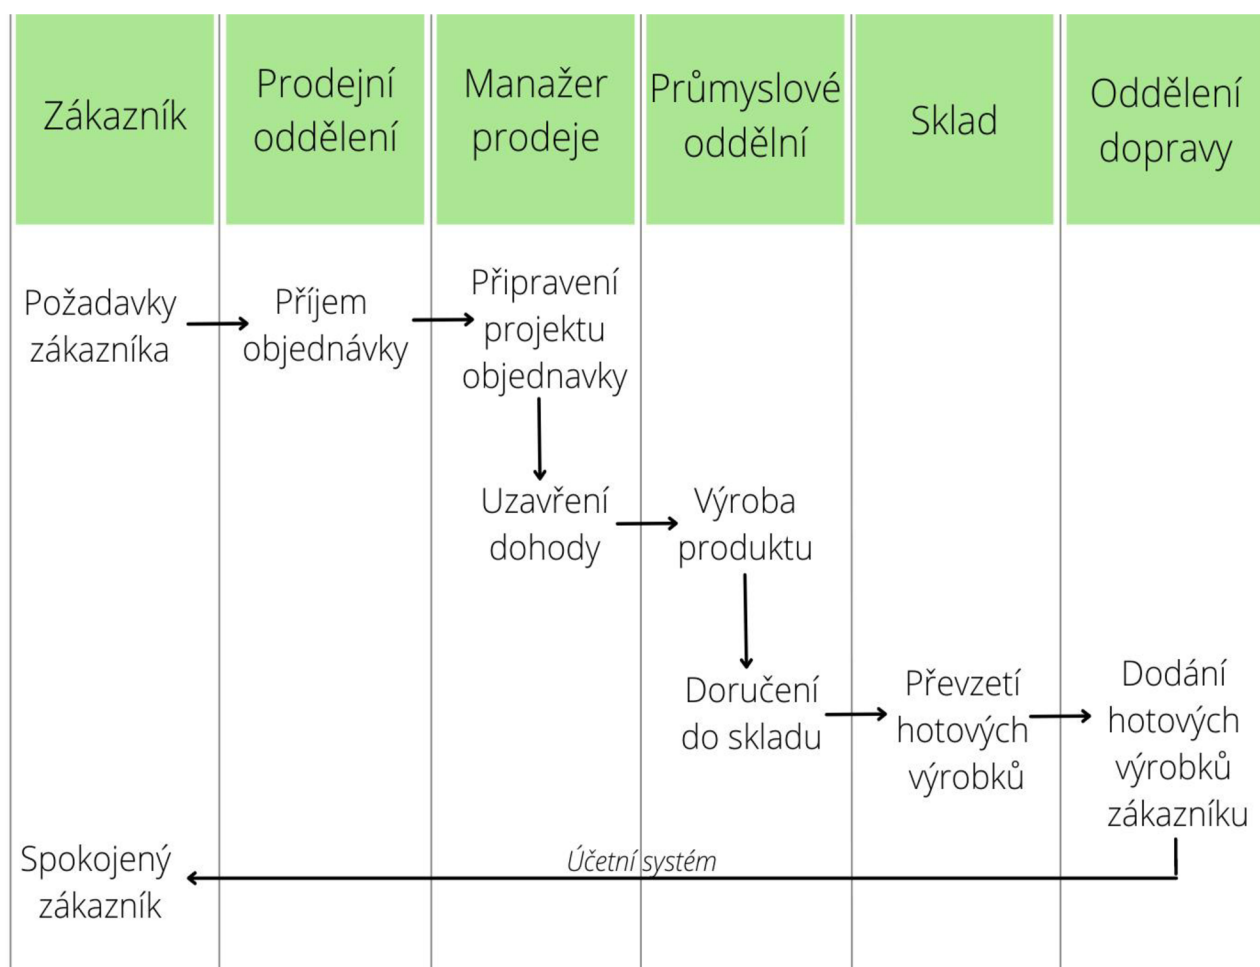 Zákazník
Prodejní
oddělení
Manažer
prodeje
Průmyslové
oddělní
Sklad
Oddělení
dopravy
Požadavky
zákazníka
Příjem
objednávky
Připravení
projektu
objednavky
Uzavření
dohody
Výroba
produktu
Doručení
do skladu
Převzetí
hotových
výrobků
Dodání
hotových
výrobků
zákazníku
Účetní systém
Spokojený
zákazník